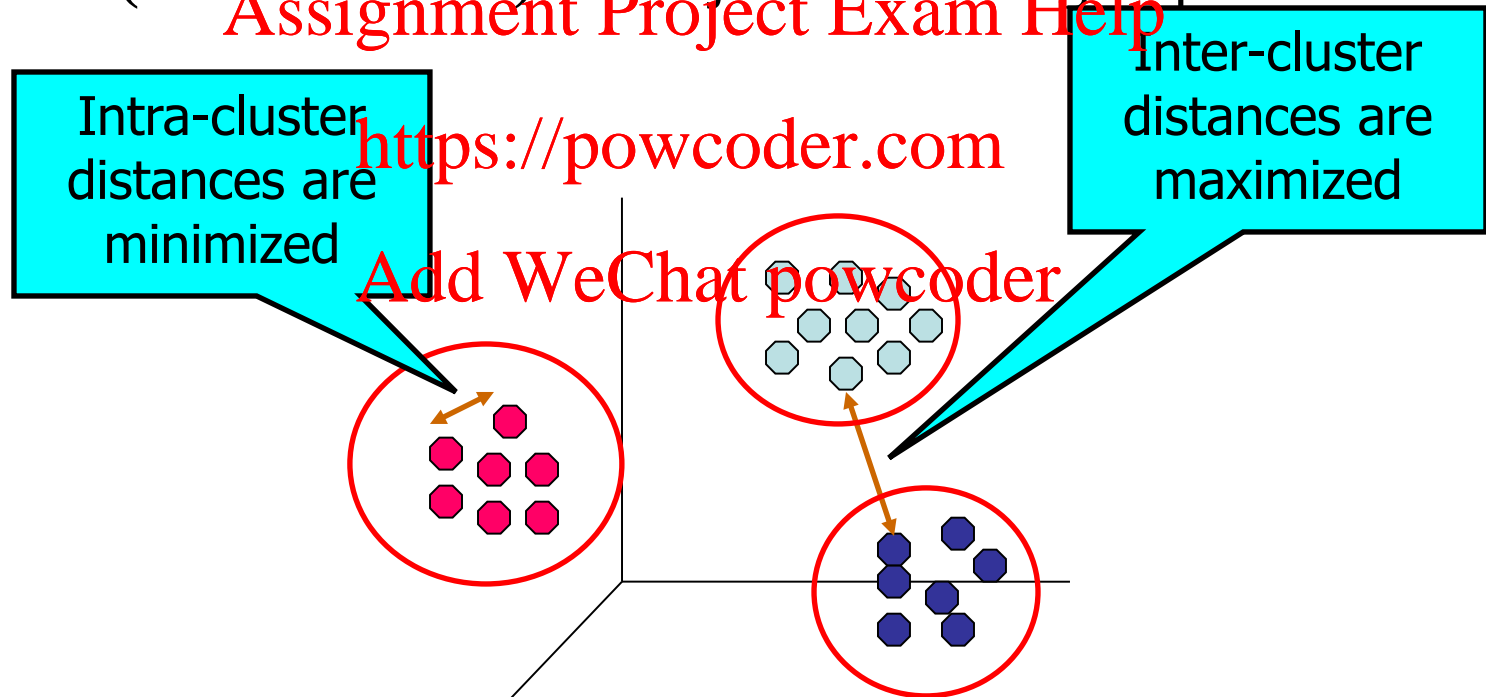 Assignment Project Exam Help
Inter-cluster
distances are
maximized
Intra-cluster
distances are
minimized
https://powcoder.com
Add WeChat powcoder